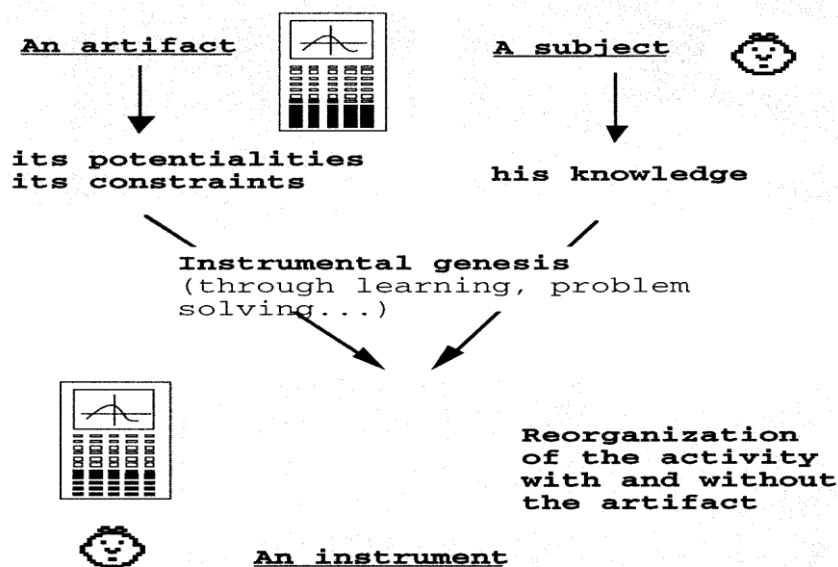 An artifact
A subject
its potentialities
its constraints
his knowledge
Instrumental genesis
(through learning, problem
solving...)
Reorganization
of the activity
with and without
the artifact
An instrument